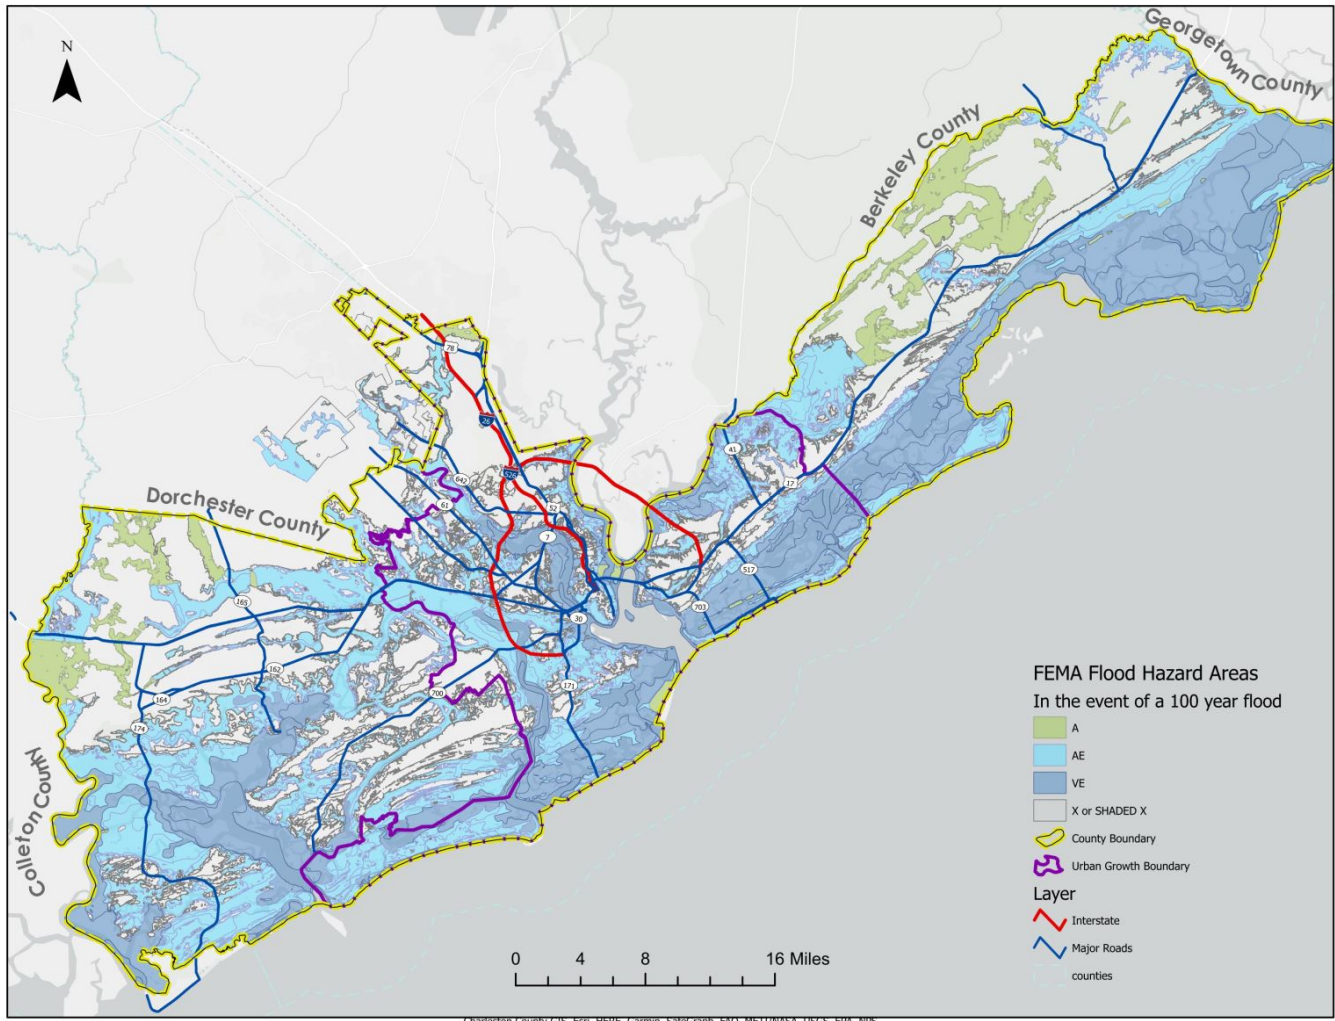 N
Georgetown County
Berkeley County
78
26
526
45
642
61
52
17
7
Dorchester County
517
165
703
30
162
171
700
164
174
Colleton County
FEMA Flood Hazard Areas
In the event of a 100 year flood
A
AE
VE
X or SHADED X
County Boundary
Urban Growth Boundary
Layer
Interstate
Major Roads
counties
0 4 8 16 Miles